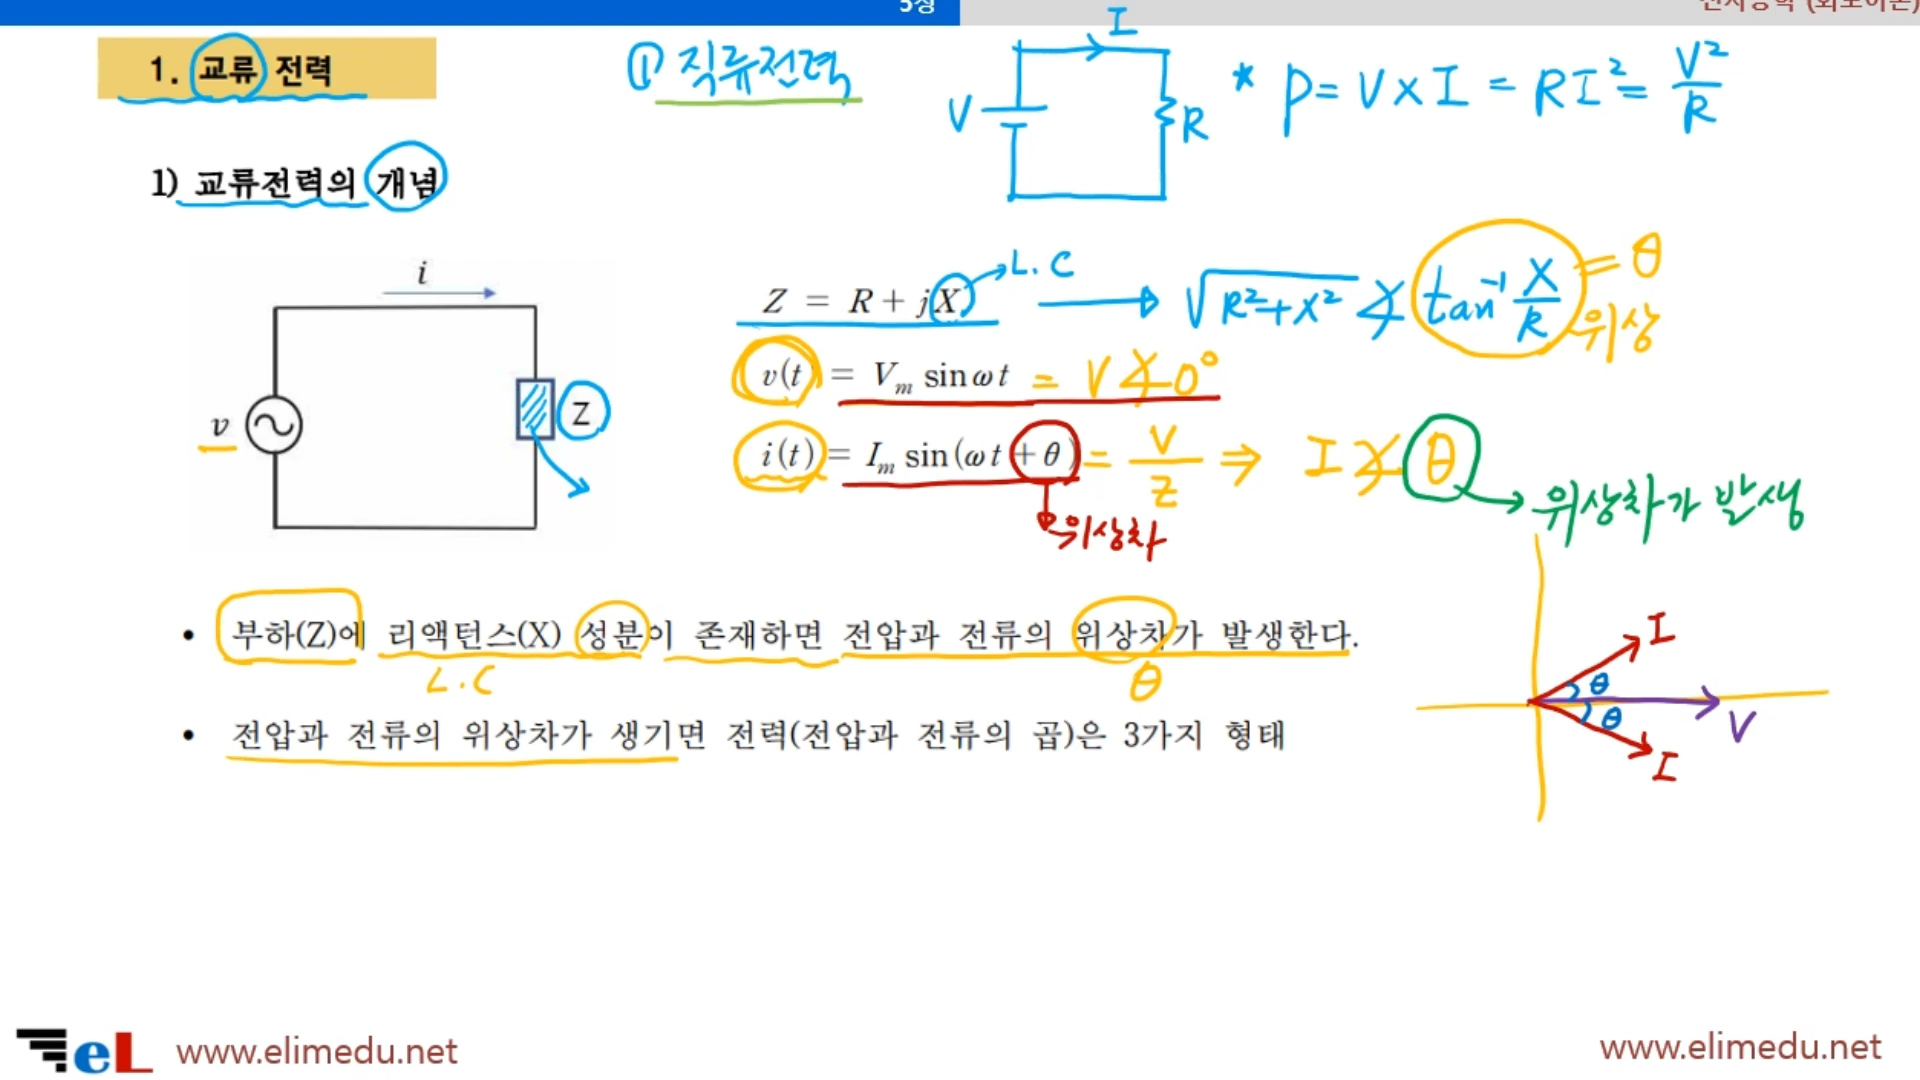 5장
1. 교류 전력
① 직류전력
I
V
R
* P = V × I = RI² = V²/R
1) 교류전력의 개념
i
v
Z
Z = R + jX → L.C → √R²+X² ∠ tan⁻¹ X/R = θ
위상
v(t) = Vm sin ωt = V∠0°
i(t) = Im sin(ωt + θ) = V/Z ⇒ I∠θ → 위상차가 발생
위상차
• 부하(Z)에 리액턴스(X) 성분이 존재하면 전압과 전류의 위상차가 발생한다.
L.C
θ
• 전압과 전류의 위상차가 생기면 전력(전압과 전류의 곱)은 3가지 형태
I
θ
θ
V
I
eL www.elimedu.net
www.elimedu.net